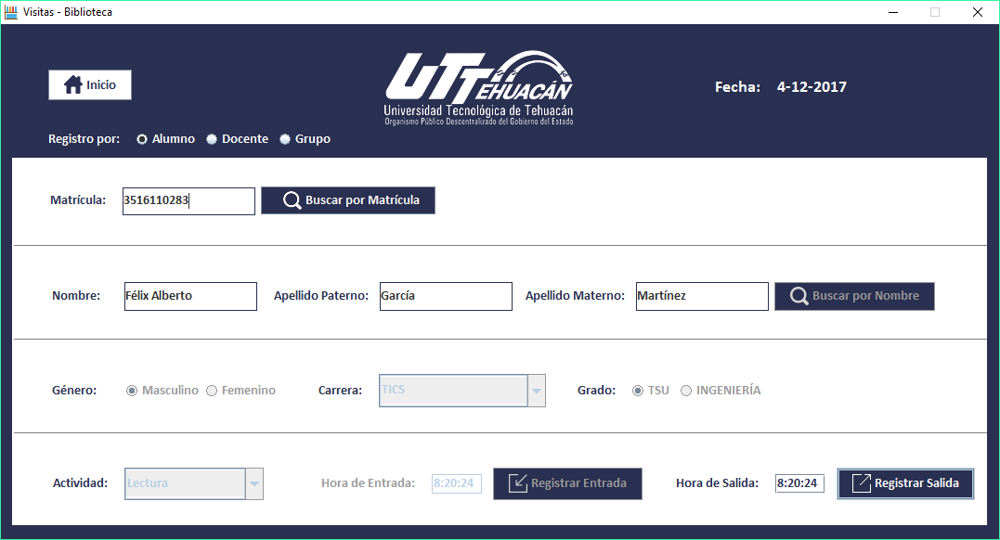 Visitas - Biblioteca
Inicio
UTTEHUACÁN
Universidad Tecnológica de Tehuacán
Organismo Público Descentralizado del Gobierno del Estado
Fecha: 4-12-2017
Registro por: Alumno Docente Grupo
Matrícula: 3516110283 Buscar por Matrícula
Nombre: Félix Alberto Apellido Paterno: García Apellido Materno: Martínez Buscar por Nombre
Género: Masculino Femenino Carrera: TICS Grado: TSU INGENIERÍA
Actividad: Lectura Hora de Entrada: 8:20:24 Registrar Entrada Hora de Salida: 8:20:24 Registrar Salida